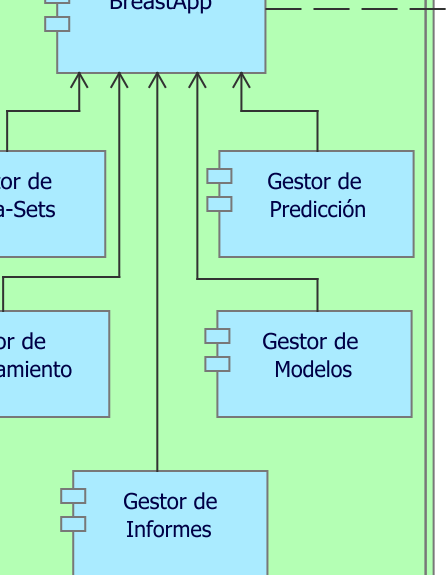 BreastApp
or de
a-Sets
Gestor de
Predicción
or de
amiento
Gestor de
Modelos
Gestor de
Informes